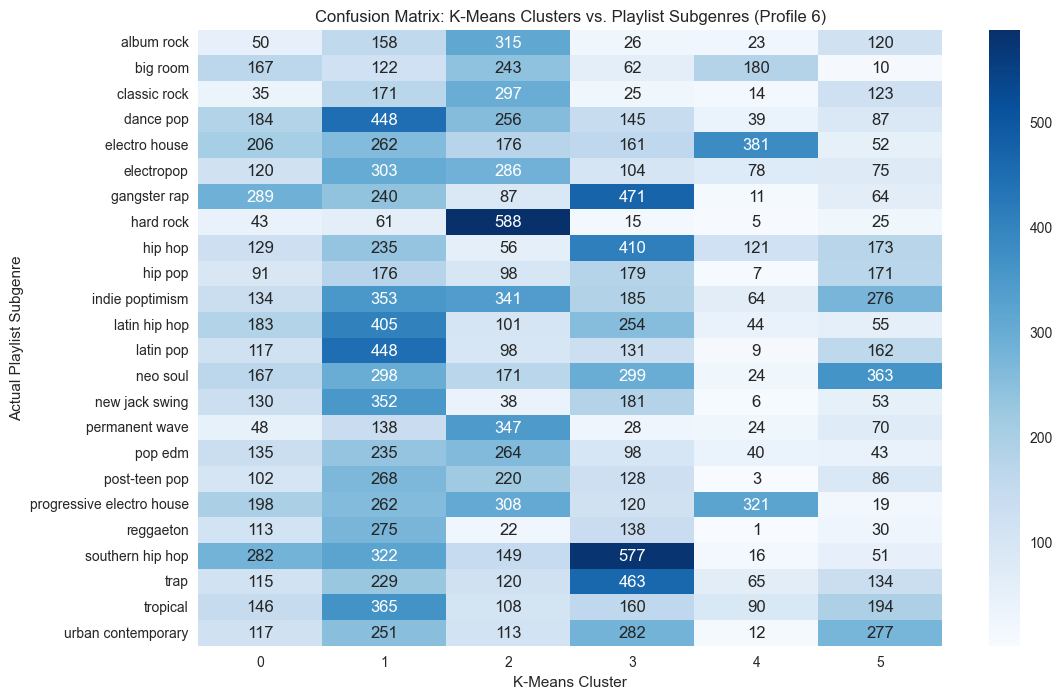 Confusion Matrix: K-Means Clusters vs. Playlist Subgenres (Profile 6)
Actual Playlist Subgenre
album rock 50 158 315 26 23 120
big room 167 122 243 62 180 10
classic rock 35 171 297 25 14 123
dance pop 184 448 256 145 39 87
electro house 206 262 176 161 381 52
electropop 120 303 286 104 78 75
gangster rap 289 240 87 471 11 64
hard rock 43 61 588 15 5 25
hip hop 129 235 56 410 121 173
hip pop 91 176 98 179 7 171
indie poptimism 134 353 341 185 64 276
latin hip hop 183 405 101 254 44 55
latin pop 117 448 98 131 9 162
neo soul 167 298 171 299 24 363
new jack swing 130 352 38 181 6 53
permanent wave 48 138 347 28 24 70
pop edm 135 235 264 98 40 43
post-teen pop 102 268 220 128 3 86
progressive electro house 198 262 308 120 321 19
reggaeton 113 275 22 138 1 30
southern hip hop 282 322 149 577 16 51
trap 115 229 120 463 65 134
tropical 146 365 108 160 90 194
urban contemporary 117 251 113 282 12 277
0 1 2 3 4 5
K-Means Cluster
500
400
300
200
100